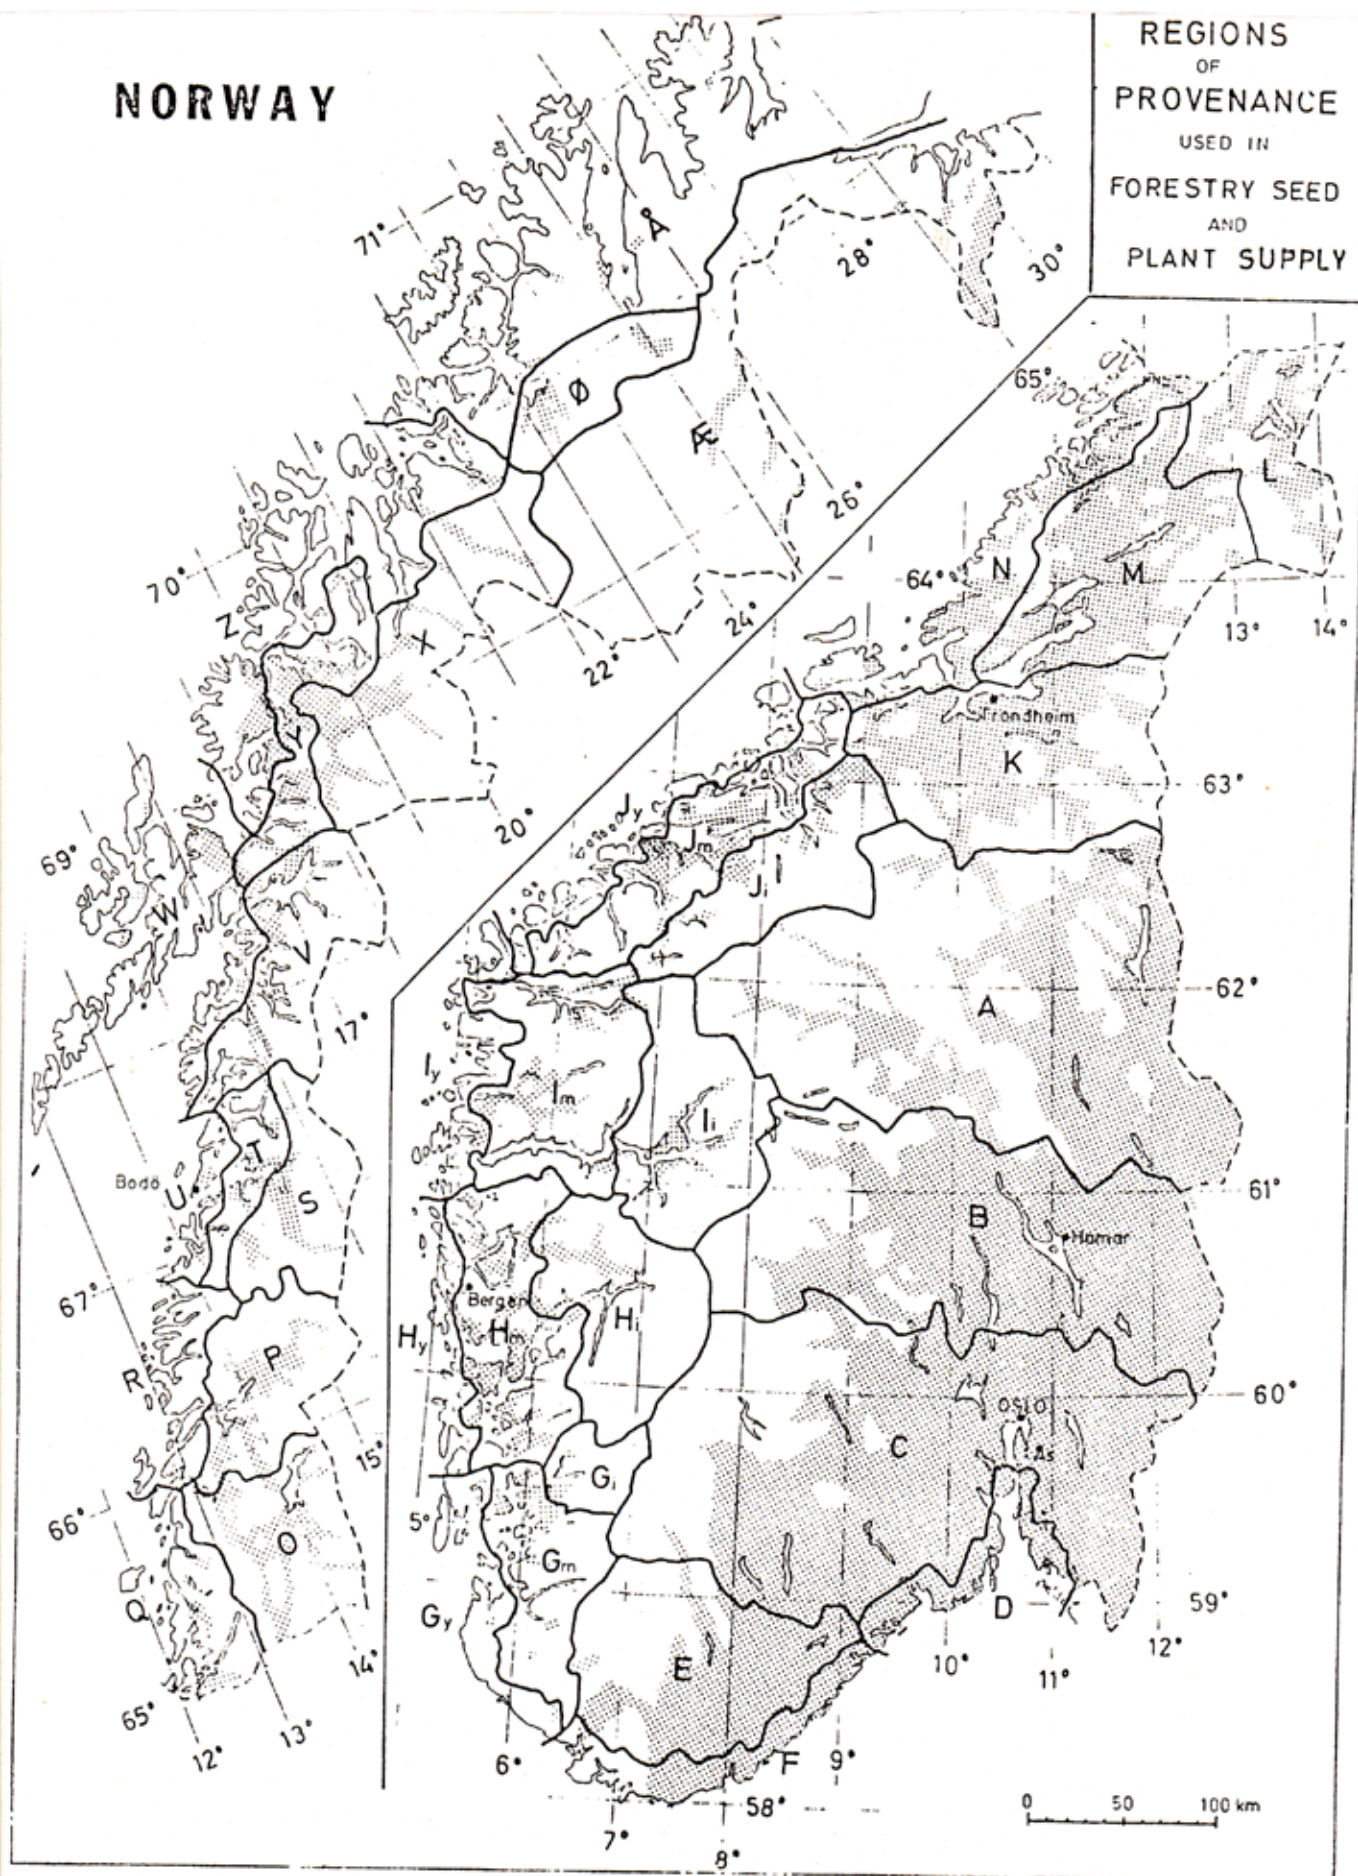 NORWAY
REGIONS
OF
PROVENANCE
USED IN
FORESTRY SEED
AND
PLANT SUPPLY
71°
Å
28°
30°
Ø
Æ
26°
70°
Z
X
24°
22°
Y
20°
69°
W
V
17°
Bodö
U
T
S
67°
R
P
15°
66°
O
Q
14°
65°
13°
12°
65°
L
64°
N
M
13°
14°
Trondheim
K
63°
Jy
Jm
Ji
A
62°
Iy
Im
Ii
61°
B
Hamar
Bergen
Hy
Hm
Hi
60°
OSLO
C
Ås
5°
Gi
Gm
Gy
D
59°
12°
E
10°
11°
6°
F
9°
58°
7°
8°
0 50 100 km